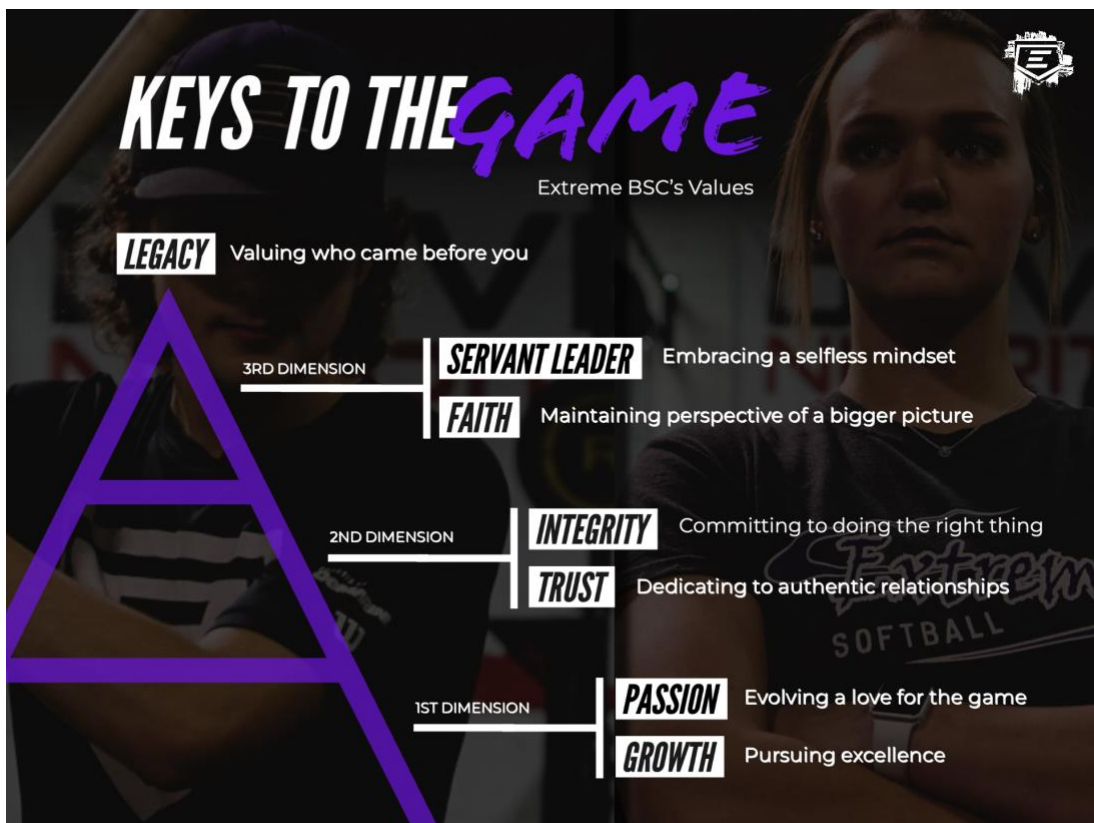 KEYS TO THE GAME
Extreme BSC's Values
LEGACY Valuing who came before you
3RD DIMENSION
SERVANT LEADER Embracing a selfless mindset
FAITH Maintaining perspective of a bigger picture
2ND DIMENSION
INTEGRITY Committing to doing the right thing
TRUST Dedicating to authentic relationships
Extrem
SOFTBALL
1ST DIMENSION
PASSION Evolving a love for the game
GROWTH Pursuing excellence